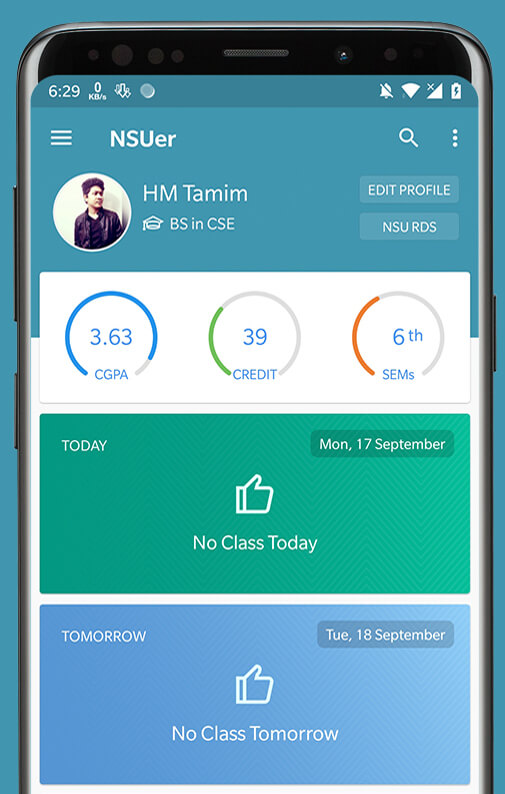 6:29 0 KB/s
NSUer
HM Tamim
BS in CSE
EDIT PROFILE
NSU RDS
3.63
CGPA
39
CREDIT
6 th
SEMs
TODAY
Mon, 17 September
No Class Today
TOMORROW
Tue, 18 September
No Class Tomorrow